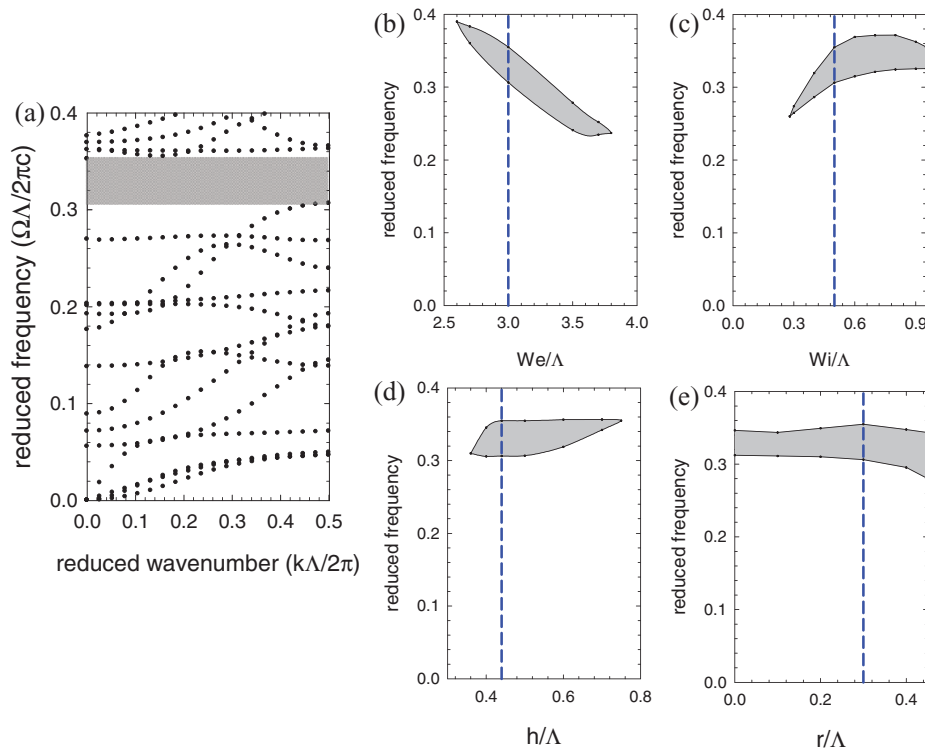 (a)
reduced frequency (ΩΛ/2πc)
0.4
0.3
0.2
0.1
0.0
0.0 0.1 0.2 0.3 0.4 0.5
reduced wavenumber (kΛ/2π)
(b)
reduced frequency
0.4
0.3
0.2
0.1
0.0
2.5 3.0 3.5 4.0
We/Λ
(c)
reduced frequency
0.4
0.3
0.2
0.1
0.0
0.0 0.3 0.6 0.9
Wi/Λ
(d)
reduced frequency
0.4
0.3
0.2
0.1
0.0
0.4 0.6 0.8
h/Λ
(e)
reduced frequency
0.4
0.3
0.2
0.1
0.0
0.0 0.2 0.4
r/Λ